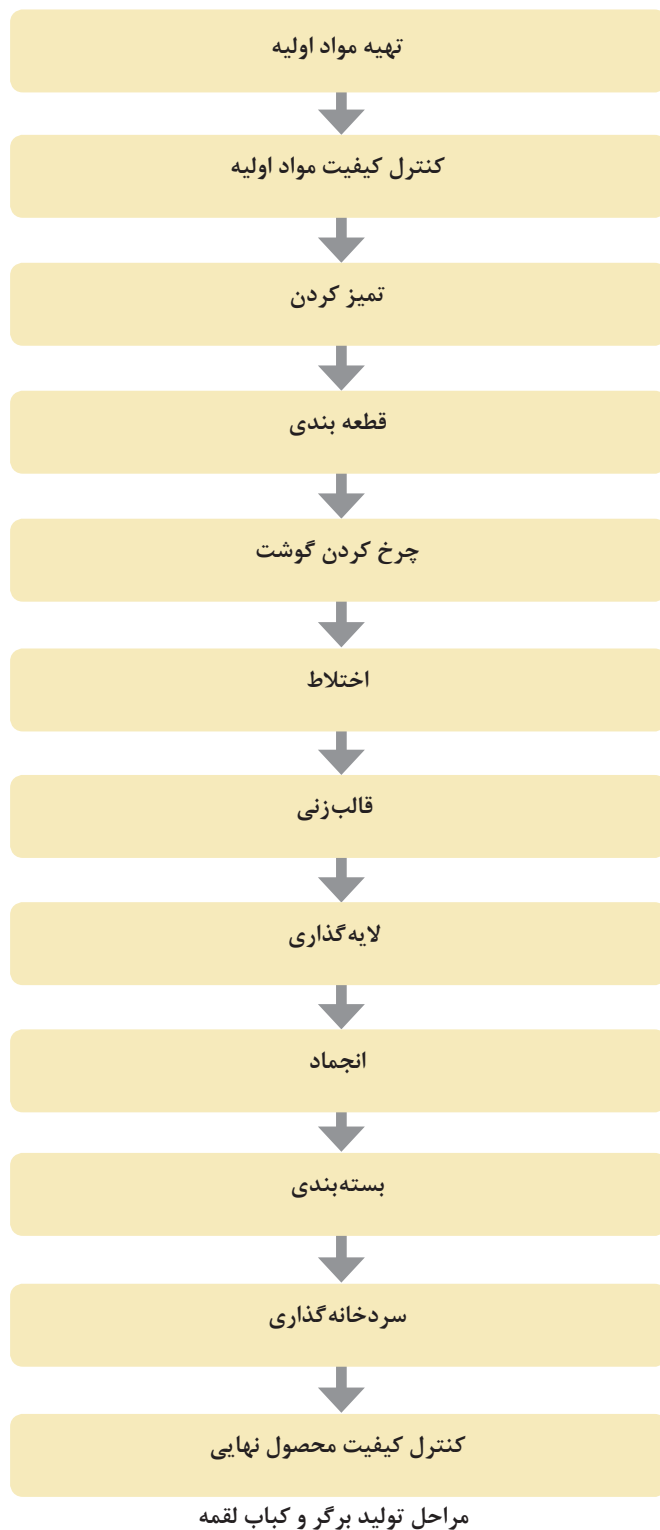 تهیه مواد اولیه
کنترل کیفیت مواد اولیه
تمیز کردن
قطعه بندی
چرخ کردن گوشت
اختلاط
قالب‌زنی
لایه‌گذاری
انجماد
بسته‌بندی
سردخانه‌گذاری
کنترل کیفیت محصول نهایی
مراحل تولید برگر و کباب لقمه